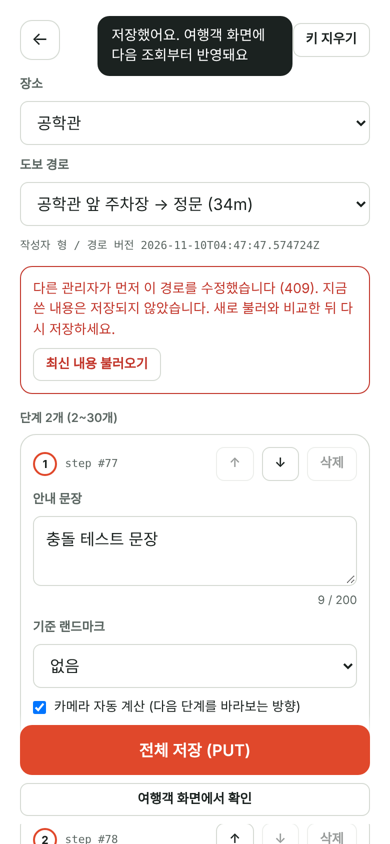 ←
저장했어요. 여행객 화면에
다음 조회부터 반영돼요
키 지우기
장소
공학관
도보 경로
공학관 앞 주차장 → 정문 (34m)
작성자 형 / 경로 버전 2026-11-10T04:47:47.574724Z
다른 관리자가 먼저 이 경로를 수정했습니다 (409). 지금
쓴 내용은 저장되지 않았습니다. 새로 불러와 비교한 뒤 다
시 저장하세요.
최신 내용 불러오기
단계 2개 (2~30개)
1 step #77 ↑ ↓ 삭제
안내 문장
충돌 테스트 문장
9 / 200
기준 랜드마크
없음
카메라 자동 계산 (다음 단계를 바라보는 방향)
전체 저장 (PUT)
여행객 화면에서 확인
2 step #78 ↑ ↓ 삭제